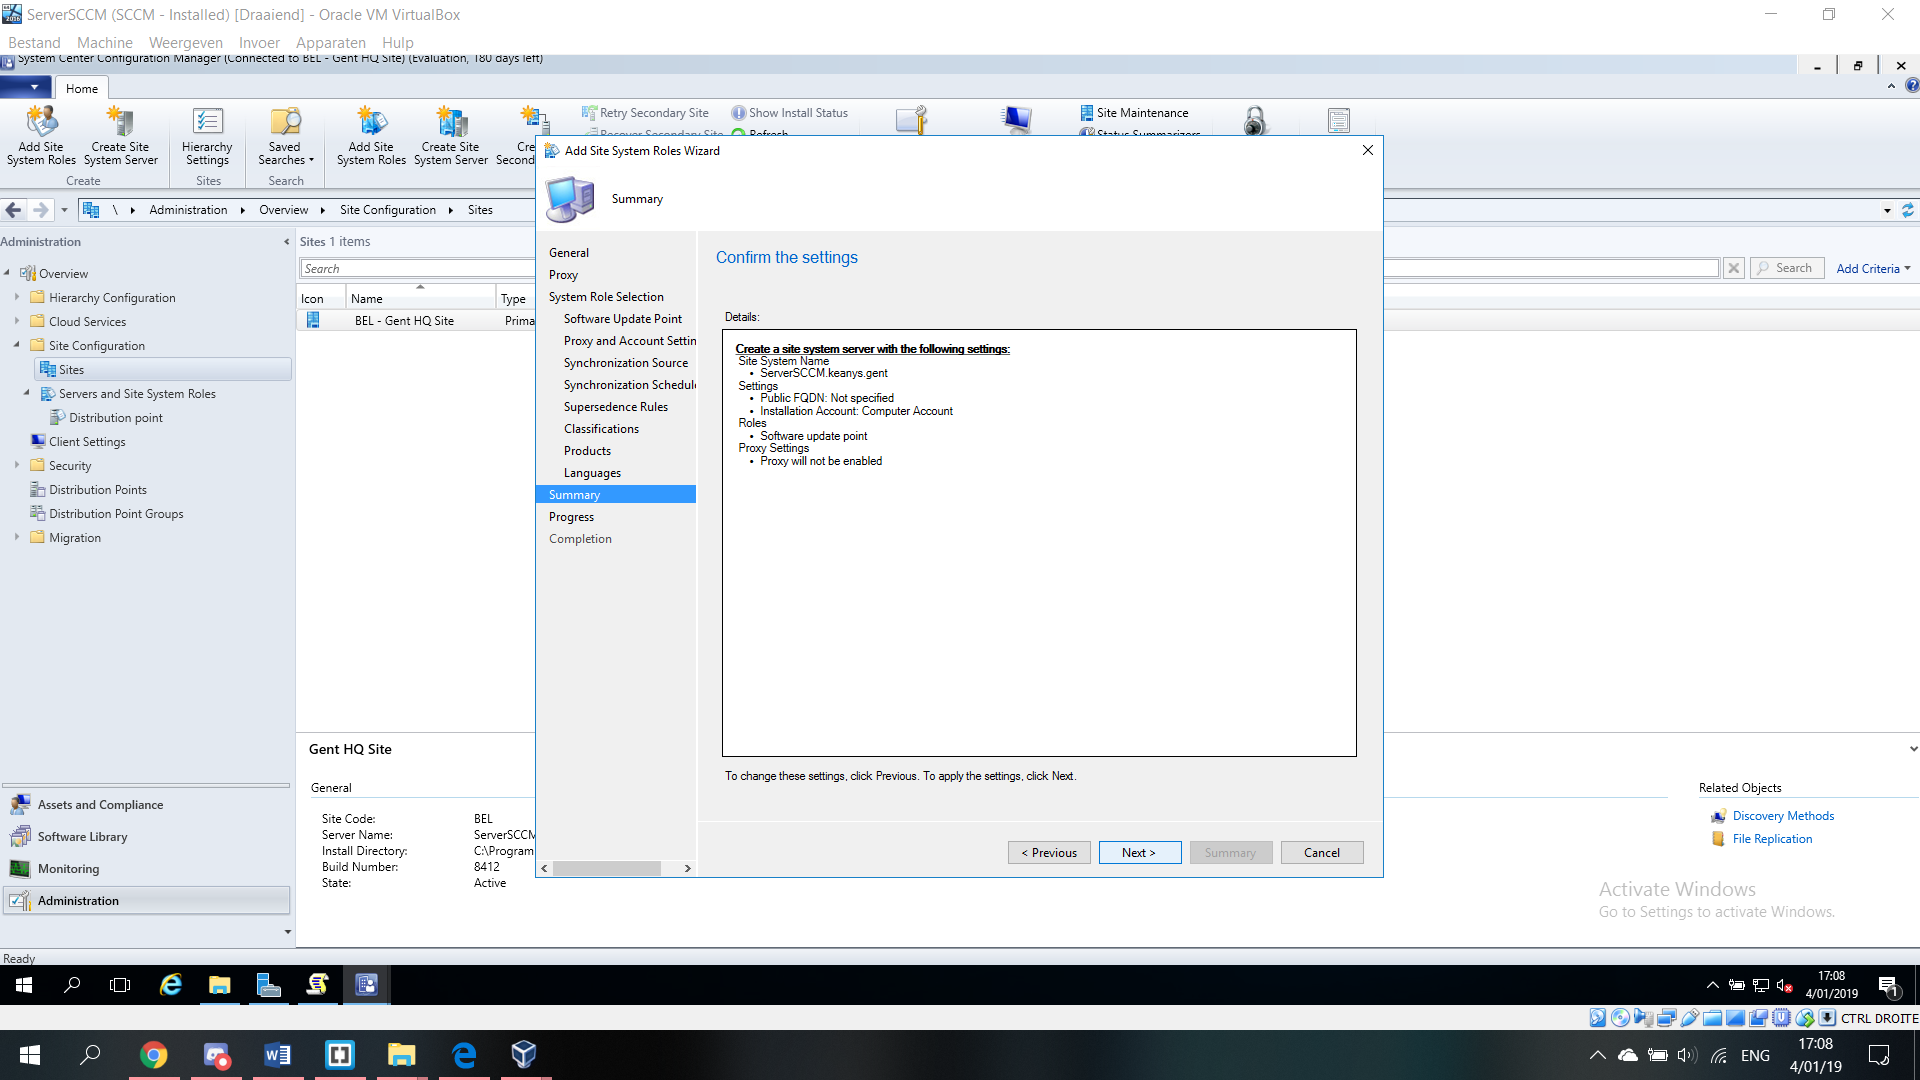 ServerSCCM (SCCM - Installed) [Draaiend] - Oracle VM VirtualBox
Bestand Machine Weergeven Invoer Apparaten Hulp
System Center Configuration Manager (Connected to BEL - Gent HQ Site) (Evaluation, 180 days left)
Home
Add Site System Roles
Create Site System Server
Create
Hierarchy Settings
Sites
Saved Searches
Search
Add Site System Roles
Create Site System Server
Cre
Second
Retry Secondary Site
Recover Secondary Site
Show Install Status
Refresh
Site Maintenance
Status Summarizers
\ Administration Overview Site Configuration Sites
Administration
Overview
Hierarchy Configuration
Cloud Services
Site Configuration
Sites
Servers and Site System Roles
Distribution point
Client Settings
Security
Distribution Points
Distribution Point Groups
Migration
Assets and Compliance
Software Library
Monitoring
Administration
Ready
Sites 1 items
Search
Search
Add Criteria
Icon Name Type
BEL - Gent HQ Site Prima
Add Site System Roles Wizard
Summary
General
Proxy
System Role Selection
Software Update Point
Proxy and Account Settin
Synchronization Source
Synchronization Schedule
Supersedence Rules
Classifications
Products
Languages
Summary
Progress
Completion
Confirm the settings
Details:
Create a site system server with the following settings:
Site System Name
• ServerSCCM.keanys.gent
Settings
• Public FQDN: Not specified
• Installation Account: Computer Account
Roles
• Software update point
Proxy Settings
• Proxy will not be enabled
To change these settings, click Previous. To apply the settings, click Next.
< Previous Next > Summary Cancel
Gent HQ Site
General
Site Code: BEL
Server Name: ServerSCCM
Install Directory: C:\Program
Build Number: 8412
State: Active
Related Objects
Discovery Methods
File Replication
Activate Windows
Go to Settings to activate Windows.
17:08
4/01/2019
1
CTRL DROITE
ENG
17:08
4/01/19